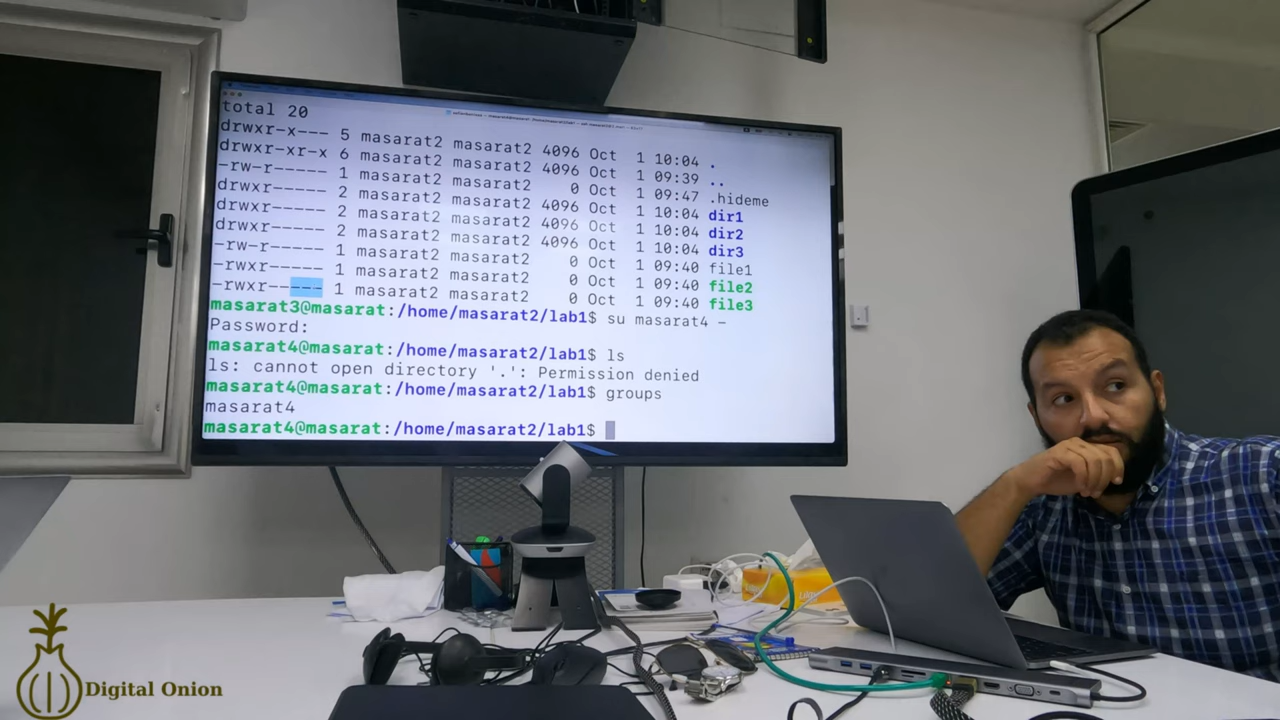 total 20
drwxr-x--- 5 masarat2 masarat2 4096 Oct 1 10:04 .
drwxr-xr-x 6 masarat2 masarat2 4096 Oct 1 09:39 ..
-rw-r----- 1 masarat2 masarat2 0 Oct 1 09:47 .hideme
drwxr----- 2 masarat2 masarat2 4096 Oct 1 10:04 dir1
drwxr----- 2 masarat2 masarat2 4096 Oct 1 10:04 dir2
drwxr----- 2 masarat2 masarat2 4096 Oct 1 10:04 dir3
-rw-r----- 1 masarat2 masarat2 0 Oct 1 09:40 file1
-rwxr----- 1 masarat2 masarat2 0 Oct 1 09:40 file2
-rwxr----- 1 masarat2 masarat2 0 Oct 1 09:40 file3
masarat3@masarat:/home/masarat2/lab1$ su masarat4 -
Password:
masarat4@masarat:/home/masarat2/lab1$ ls
ls: cannot open directory '.': Permission denied
masarat4@masarat:/home/masarat2/lab1$ groups
masarat4
masarat4@masarat:/home/masarat2/lab1$
Digital Onion